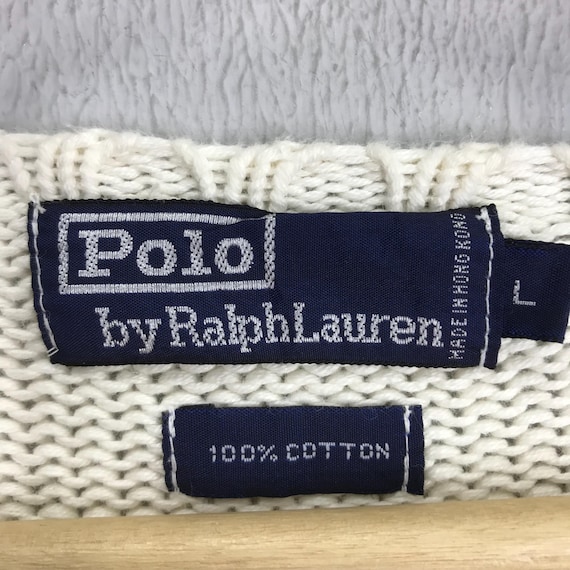 Polo
by Ralph Lauren
MADE IN HONG KONG
L
100% COTTON